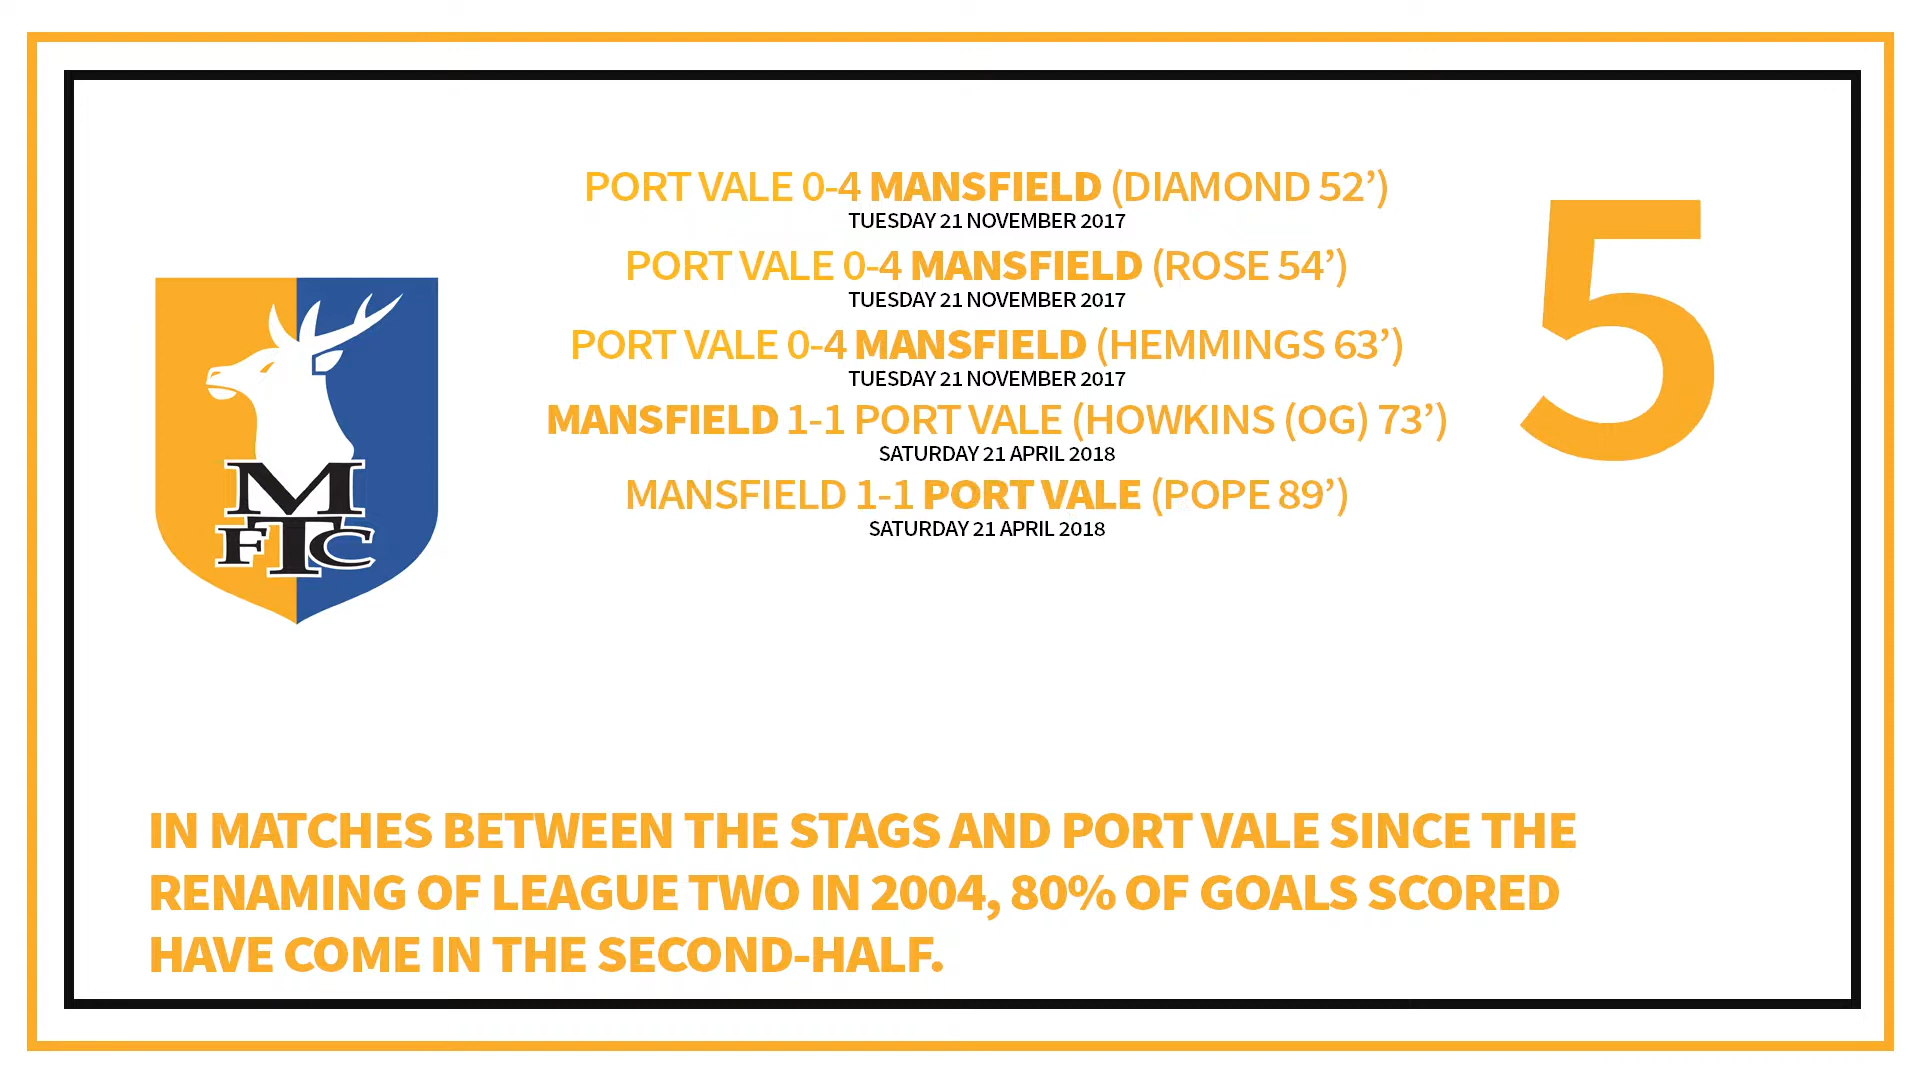 PORT VALE 0-4 MANSFIELD (DIAMOND 52’)
TUESDAY 21 NOVEMBER 2017
PORT VALE 0-4 MANSFIELD (ROSE 54’)
TUESDAY 21 NOVEMBER 2017
PORT VALE 0-4 MANSFIELD (HEMMINGS 63’)
TUESDAY 21 NOVEMBER 2017
MANSFIELD 1-1 PORT VALE (HOWKINS (OG) 73’)
SATURDAY 21 APRIL 2018
MANSFIELD 1-1 PORT VALE (POPE 89’)
SATURDAY 21 APRIL 2018
5
M
FTC
IN MATCHES BETWEEN THE STAGS AND PORT VALE SINCE THE
RENAMING OF LEAGUE TWO IN 2004, 80% OF GOALS SCORED
HAVE COME IN THE SECOND-HALF.